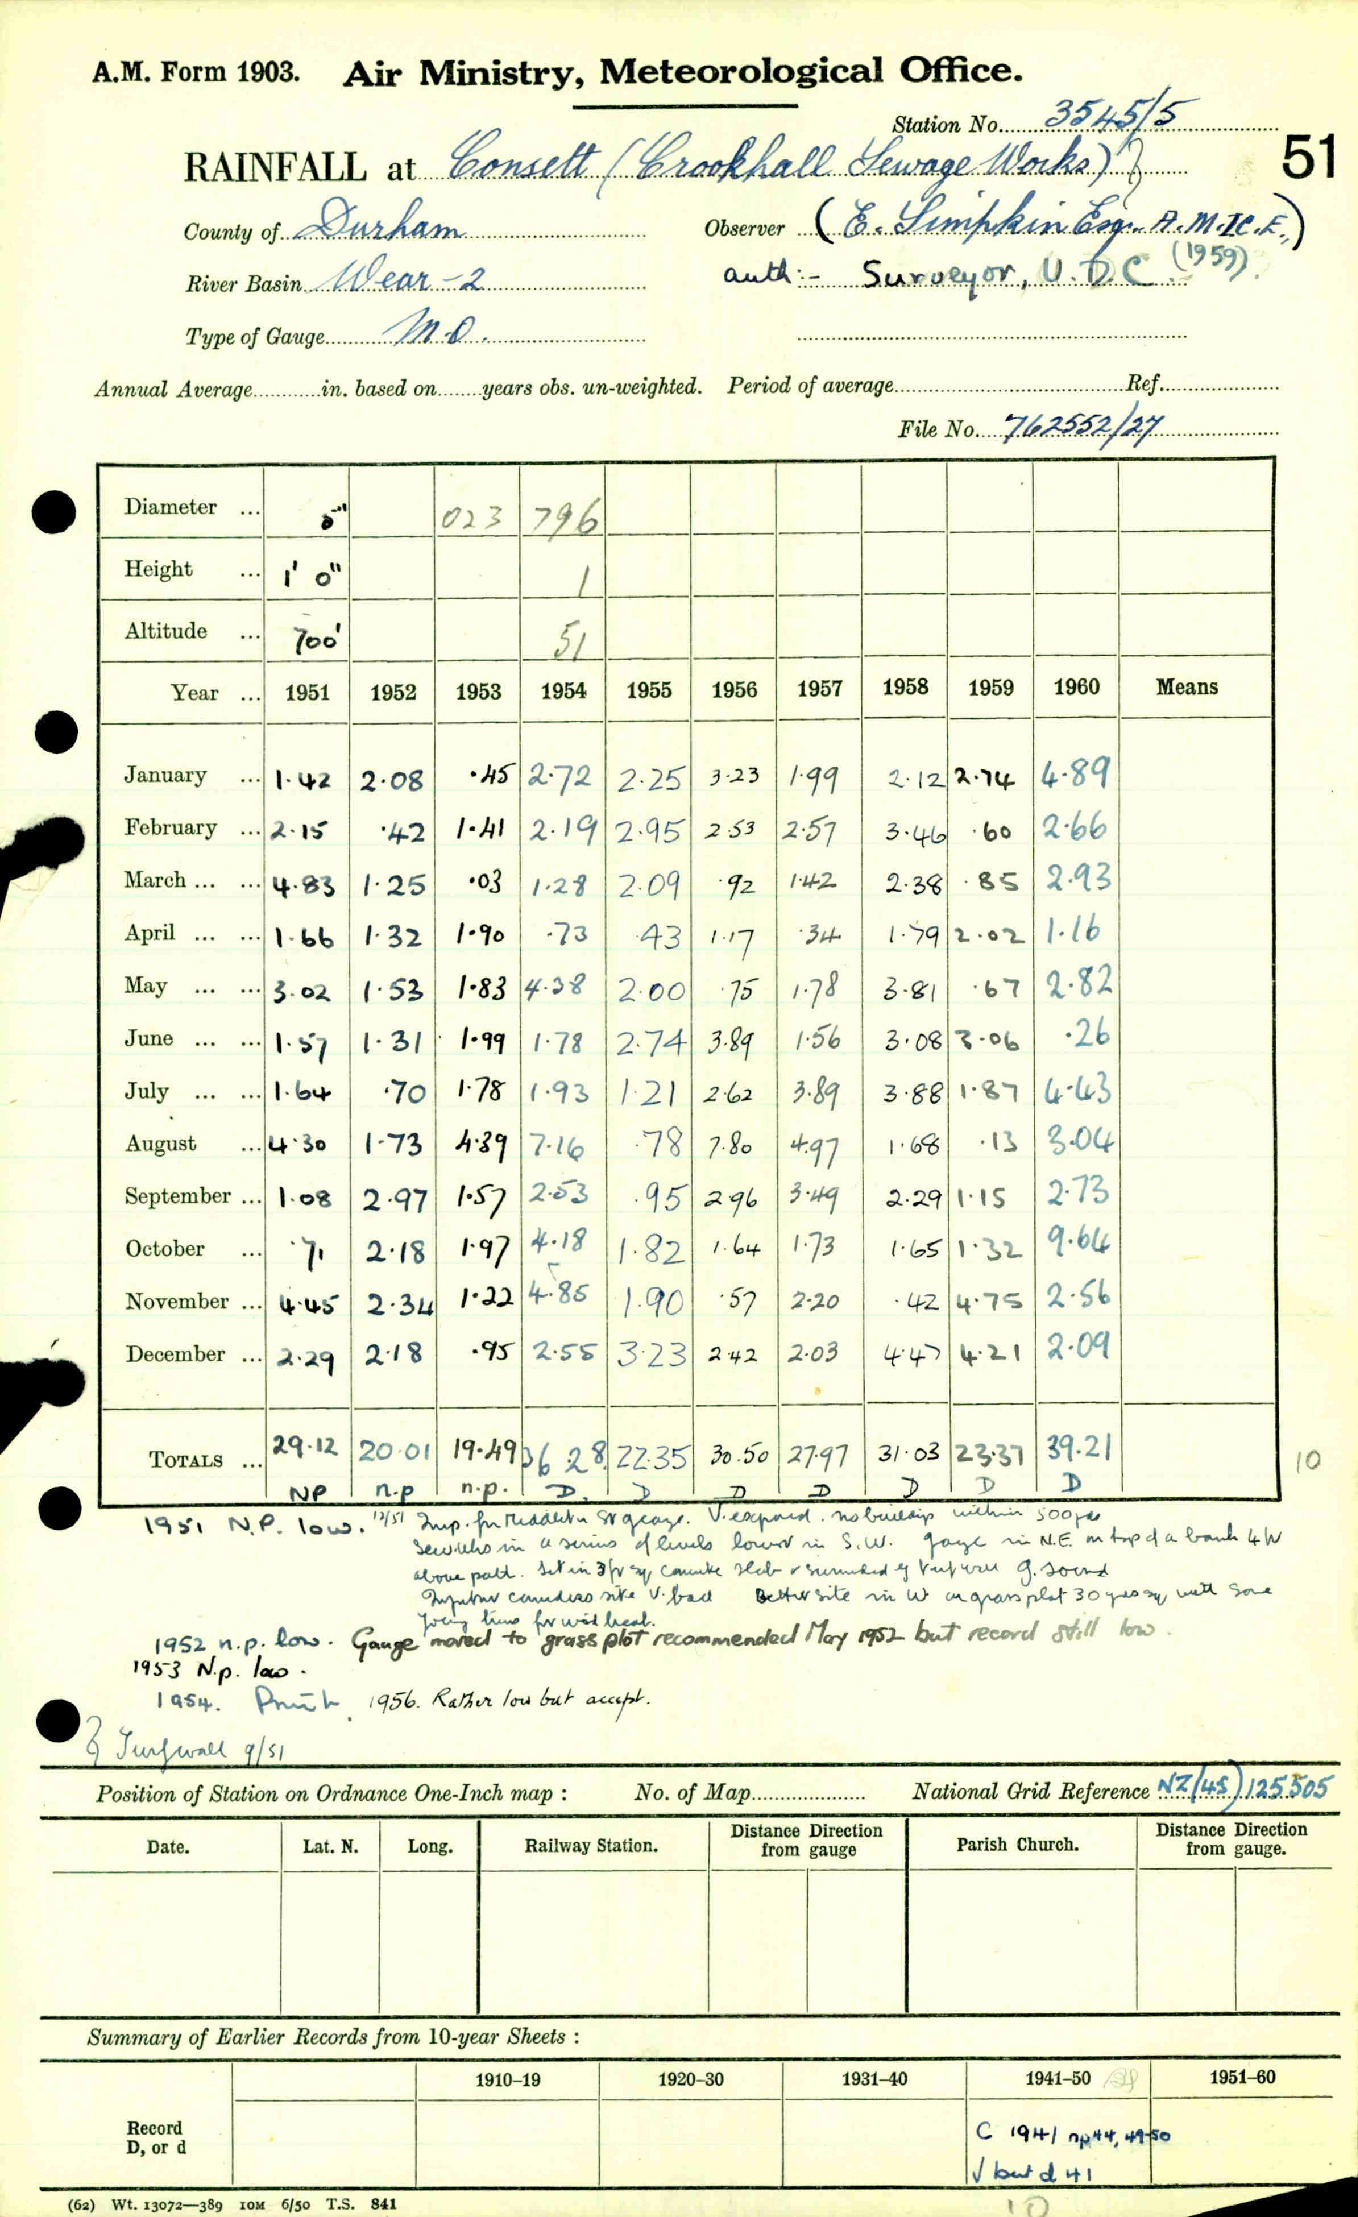 A.M. Form 1903. Air Ministry, Meteorological Office.
Station No. 3545/5
51
RAINFALL at Consett (Crookhall Sewage Works)
County of Durham Observer (E. Simpkin Esq. A.M.I.C.E.,)
River Basin Wear -2 auth:- Surveyor, U.D.C. (1959).
Type of Gauge M.O.
Annual Average in. based on years obs. un-weighted. Period of average Ref.
File No. 762552/27
Diameter ... 5" 023 796
Height ... 1' 0" 1
Altitude ... 700' 51
Year ... 1951 1952 1953 1954 1955 1956 1957 1958 1959 1960 Means
January ... 1.42 2.08 .45 2.72 2.25 3.23 1.99 2.12 2.74 4.89
February ... 2.15 .42 1.41 2.19 2.95 2.53 2.57 3.46 .60 2.66
March ... ... 4.83 1.25 .03 1.28 2.09 .92 1.42 2.38 .85 2.93
April ... ... 1.66 1.32 1.90 .73 .43 1.17 .34 1.79 2.02 1.16
May ... ... 3.02 1.53 1.83 4.38 2.00 .75 1.78 3.81 .67 2.82
June ... ... 1.57 1.31 1.99 1.78 2.74 3.89 1.56 3.08 3.06 .26
July ... ... 1.64 .70 1.78 1.93 1.21 2.62 3.89 3.88 1.87 4.43
August ... 4.30 1.73 4.39 7.16 .78 7.80 4.97 1.68 .13 3.04
September ... 1.08 2.97 1.57 2.53 .95 2.96 3.49 2.29 1.15 2.73
October ... .71 2.18 1.97 4.18 1.82 1.64 1.73 1.65 1.32 9.64
November ... 4.45 2.34 1.22 4.85 1.90 .57 2.20 .42 4.75 2.56
December ... 2.29 2.18 .95 2.55 3.23 2.42 2.03 4.47 4.21 2.09
TOTALS ... 29.12 20.01 19.49 36.28 22.35 30.50 27.97 31.03 23.37 39.21 10
NP n.p n.p. D. D D D D D D
1951 N.P. low. 12/51 Insp. gauge. V. exposed. no buildings within 500 yds
in a series of levels lower in S.W. gauge in N.E. on top of a bank 4 ft
above path. Set in 3 ft sq slab & surrounded by turf wall
site v. bad Better site in W on grass plot 30 yds sq with some
young trees for
1952 n.p. low. Gauge moved to grass plot recommended May 1952 but record still low.
1953 N.p. low.
1954. 1956. Rather low but accept.
Turfwall 9/51
Position of Station on Ordnance One-Inch map : No. of Map National Grid Reference NZ(45)125505
Date. Lat. N. Long. Railway Station. Distance from Direction gauge Parish Church. Distance from Direction gauge.
Summary of Earlier Records from 10-year Sheets :
1910–19 1920–30 1931–40 1941–50 1951–60
Record
D, or d
C 1941 np44, 49-50
√ but d 41
(62) Wt. 13072—389 10M 6/50 T.S. 841
10